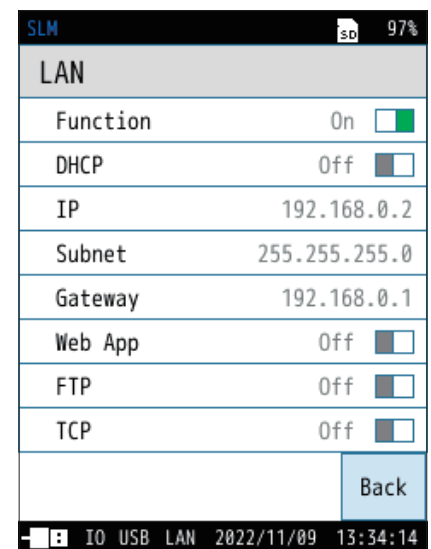 SLM SD 97%
LAN
Function On
DHCP Off
IP 192.168.0.2
Subnet 255.255.255.0
Gateway 192.168.0.1
Web App Off
FTP Off
TCP Off
Back
IO USB LAN 2022/11/09 13:34:14